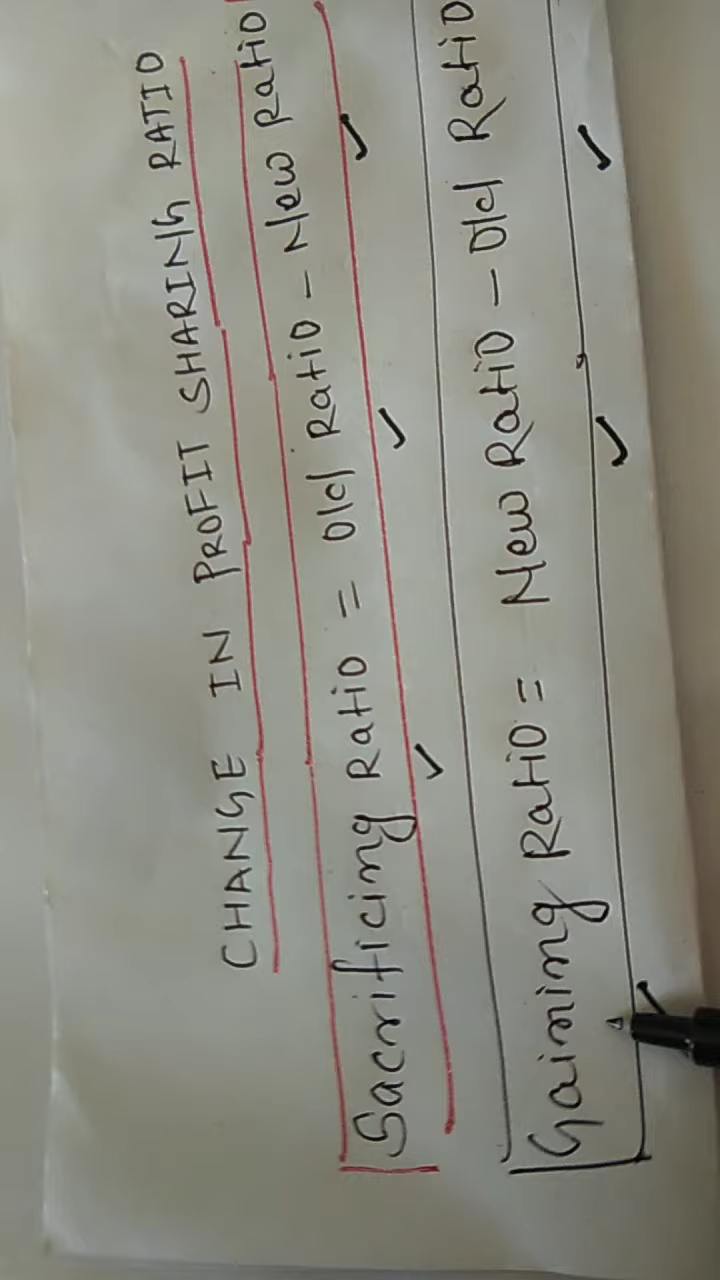 CHANGE IN PROFIT SHARING RATIO
Sacrificing Ratio = Old Ratio - New Ratio
Gaining Ratio = New Ratio - Old Ratio